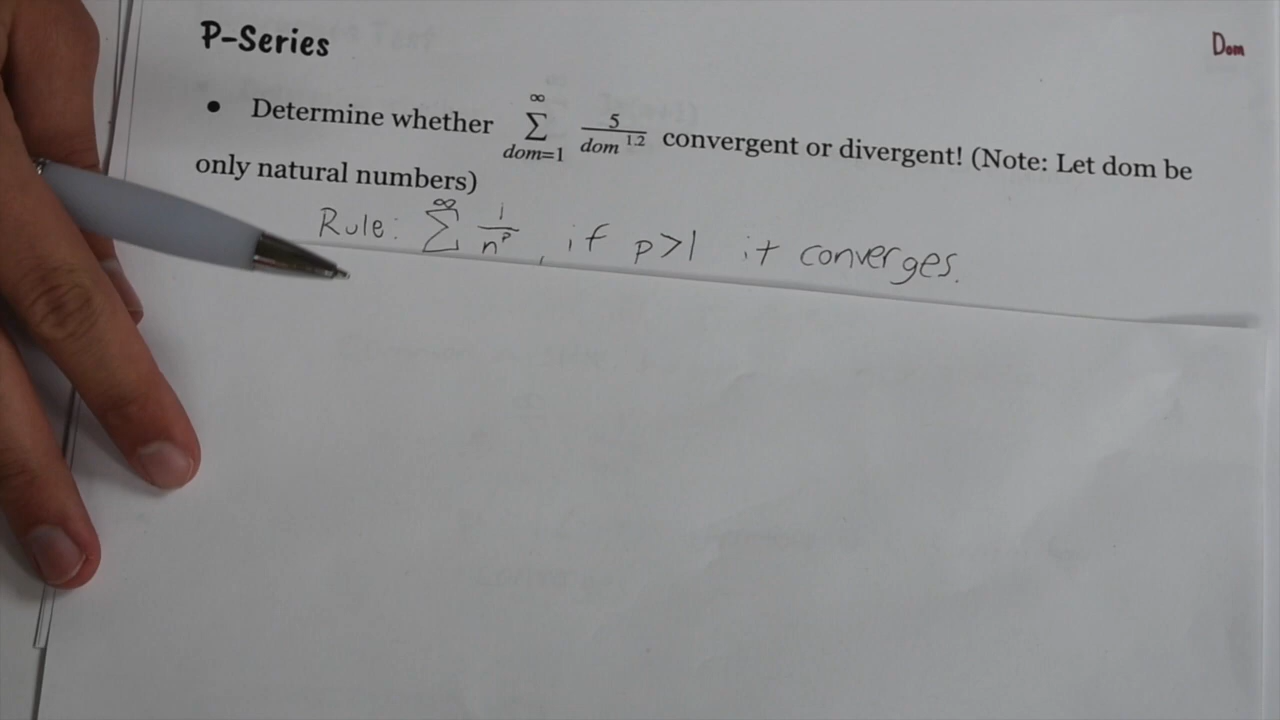 P-Series
Dom
• Determine whether ∞ Σ dom=1 5/dom^1.2 convergent or divergent! (Note: Let dom be
only natural numbers)
Rule: ∞ Σ 1/n^p , if p>1 it converges.